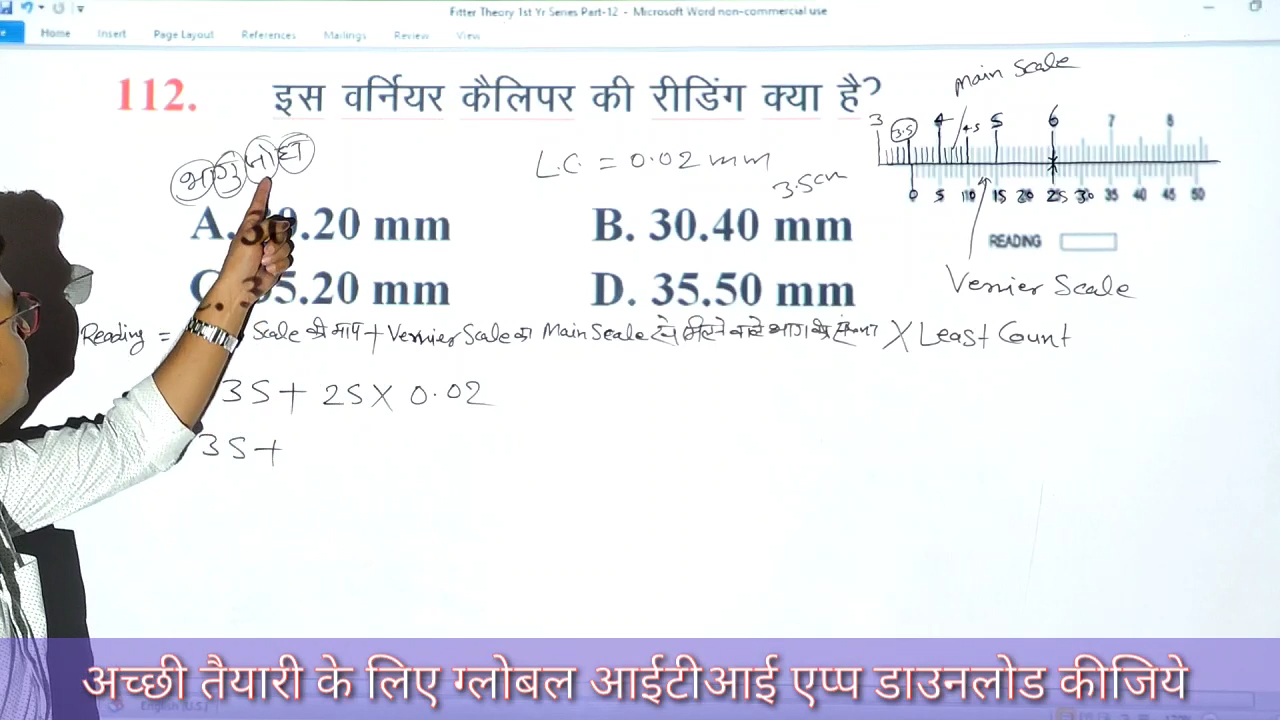 Fitter Theory 1st Yr Series Part-12 - Microsoft Word non-commercial use
Home Insert Page Layout References Mailings Review View
112. इस वर्नियर कैलिपर की रीडिंग क्या है?
main Scale
3 3.5 4 4.5 5 6 7 8
0 5 10 15 20 25 30 35 40 45 50
भा गु जो घा
L.C. = 0.02 mm
3.5cm
READING
Vernier Scale
A. 30.20 mm
B. 30.40 mm
C. 35.20 mm
D. 35.50 mm
Reading = Scale की माप + Vernier Scale का Main Scale से मिलने वाले भाग की संख्या X Least Count
35 + 25 X 0.02
35 +
अच्छी तैयारी के लिए ग्लोबल आईटीआई एप्प डाउनलोड कीजिये
English (U.S.)